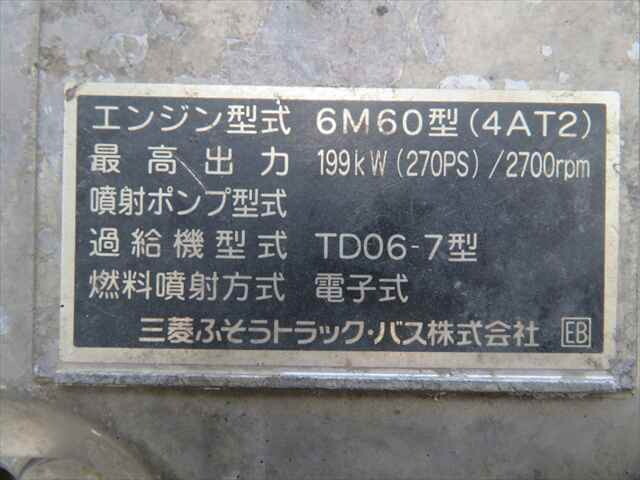 エンジン型式 6M60型(4AT2)
最高出力 199kW(270PS)/2700rpm
噴射ポンプ型式
過給機型式 TD06-7型
燃料噴射方式 電子式
三菱ふそうトラック・バス株式会社 EB